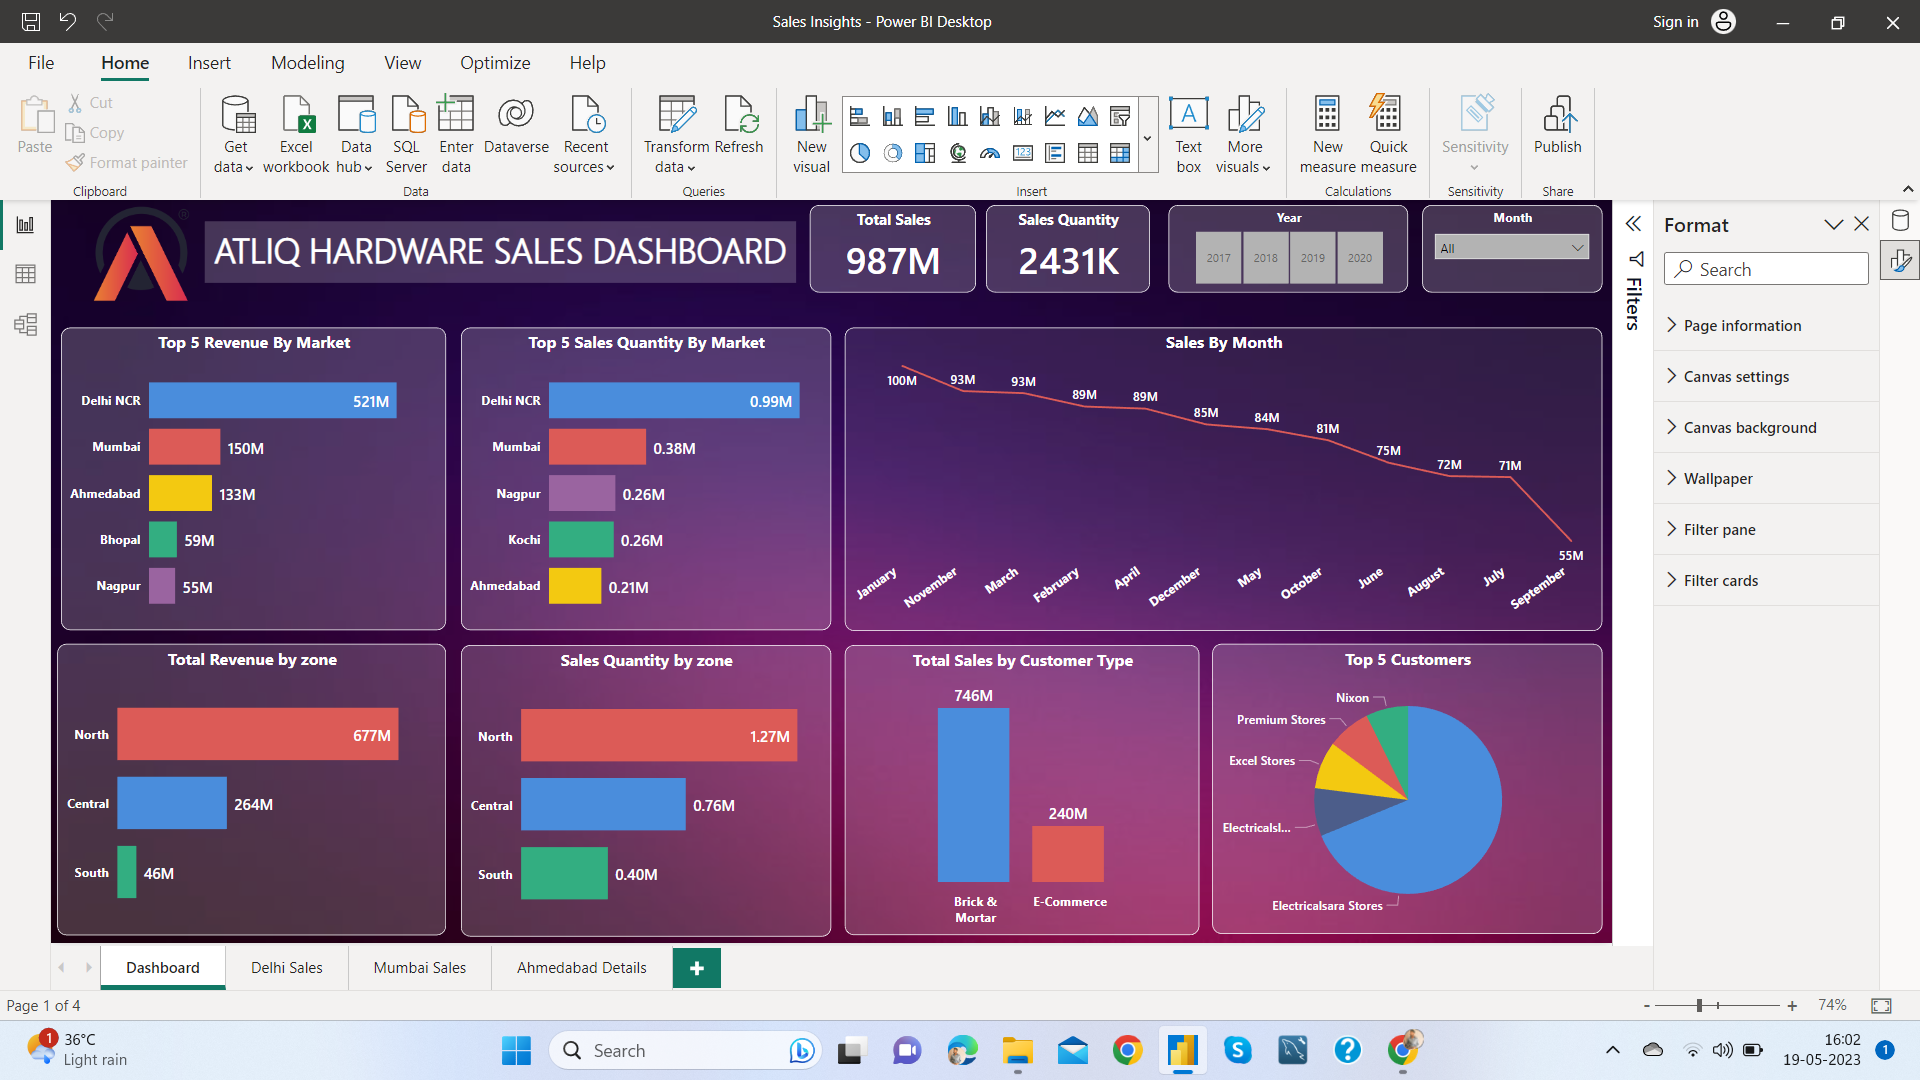 Sales Insights - Power BI Desktop
Sign in
File Home Insert Modeling View Optimize Help
Paste
Cut
Copy
Format painter
Clipboard
Get data
Excel workbook
Data hub
SQL Server
Enter data
Dataverse
Recent sources
Data
Transform data
Refresh
Queries
New visual
Text box
More visuals
Insert
New measure
Quick measure
Calculations
Sensitivity
Sensitivity
Publish
Share
ATLIQ HARDWARE SALES DASHBOARD
Total Sales
987M
Sales Quantity
2431K
Year
2017 2018 2019 2020
Month
All
Filters
Format
Search
Page information
Canvas settings
Canvas background
Wallpaper
Filter pane
Filter cards
Top 5 Revenue By Market
Delhi NCR 521M
Mumbai 150M
Ahmedabad 133M
Bhopal 59M
Nagpur 55M
Top 5 Sales Quantity By Market
Delhi NCR 0.99M
Mumbai 0.38M
Nagpur 0.26M
Kochi 0.26M
Ahmedabad 0.21M
Sales By Month
100M 93M 93M 89M 89M 85M 84M 81M 75M 72M 71M 55M
January November March February April December May October June August July September
Total Revenue by zone
North 677M
Central 264M
South 46M
Sales Quantity by zone
North 1.27M
Central 0.76M
South 0.40M
Total Sales by Customer Type
746M
240M
Brick & Mortar
E-Commerce
Top 5 Customers
Nixon
Premium Stores
Excel Stores
Electricalsl...
Electricalsara Stores
Dashboard Delhi Sales Mumbai Sales Ahmedabad Details
Page 1 of 4
74%
1
36°C
Light rain
Search
16:02
19-05-2023
1